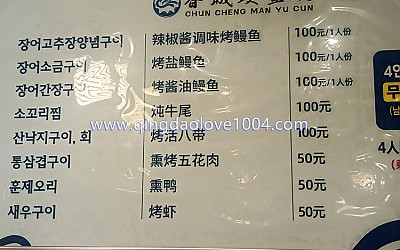 CHUN CHENG MAN YU CUN
장어고추장양념구이 辣椒酱调味烤鳗鱼 100元/1人份
장어소금구이 烤盐鳗鱼 100元/1人份
장어간장구이 烤酱油鳗鱼 100元/1人份
소꼬리찜 炖牛尾 100元
www.qingdaolove1004.com
산낙지구이, 회 烤活八带 100元
통삼겹구이 熏烤五花肉 50元
훈제오리 熏鸭 50元
새우구이 烤虾 50元
4인
4人